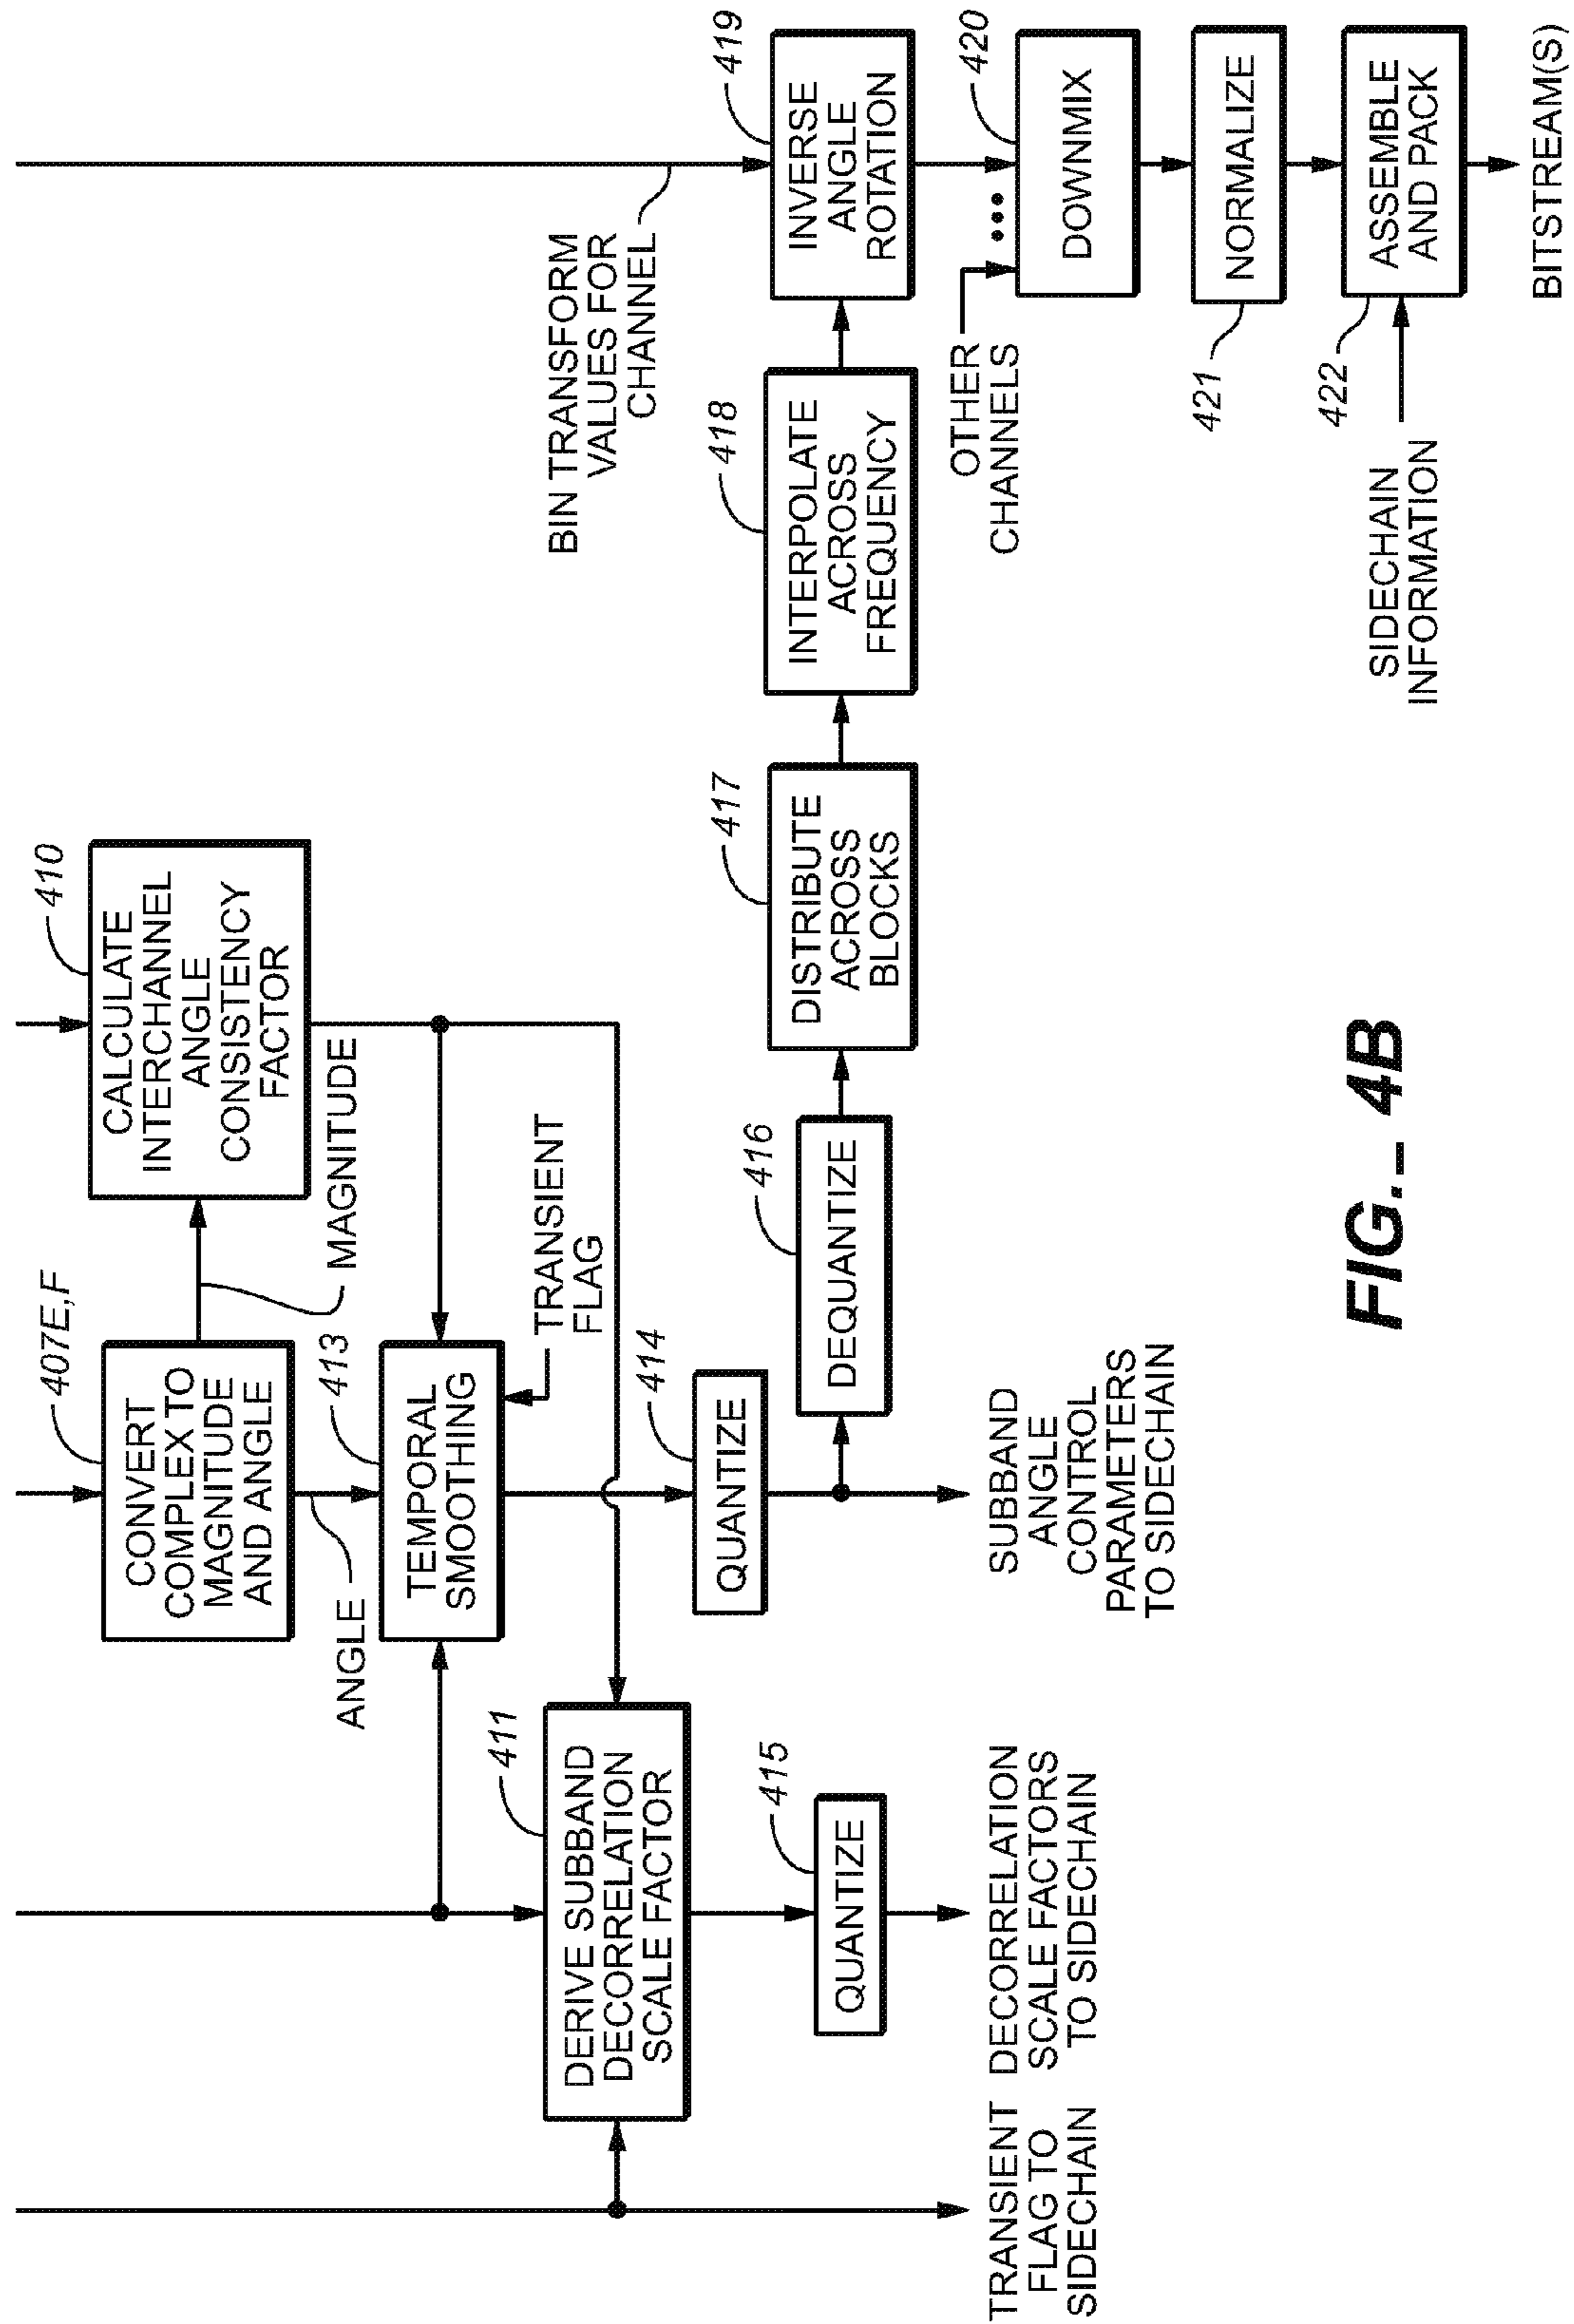 407E,F
CONVERT
COMPLEX TO
MAGNITUDE
AND ANGLE
410
CALCULATE
INTERCHANNEL
ANGLE
CONSISTENCY
FACTOR
MAGNITUDE
ANGLE
413
TEMPORAL
SMOOTHING
TRANSIENT
FLAG
411
DERIVE SUBBAND
DECORRELATION
SCALE FACTOR
414
QUANTIZE
415
QUANTIZE
416
DEQUANTIZE
417
DISTRIBUTE
ACROSS
BLOCKS
418
INTERPOLATE
ACROSS
FREQUENCY
BIN TRANSFORM
VALUES FOR
CHANNEL
419
INVERSE
ANGLE
ROTATION
OTHER
CHANNELS
420
DOWNMIX
421
NORMALIZE
422
ASSEMBLE
AND PACK
SIDECHAIN
INFORMATION
BITSTREAM(S)
TRANSIENT
FLAG TO
SIDECHAIN
DECORRELATION
SCALE FACTORS
TO SIDECHAIN
SUBBAND
ANGLE
CONTROL
PARAMETERS
TO SIDECHAIN
FIG._ 4B